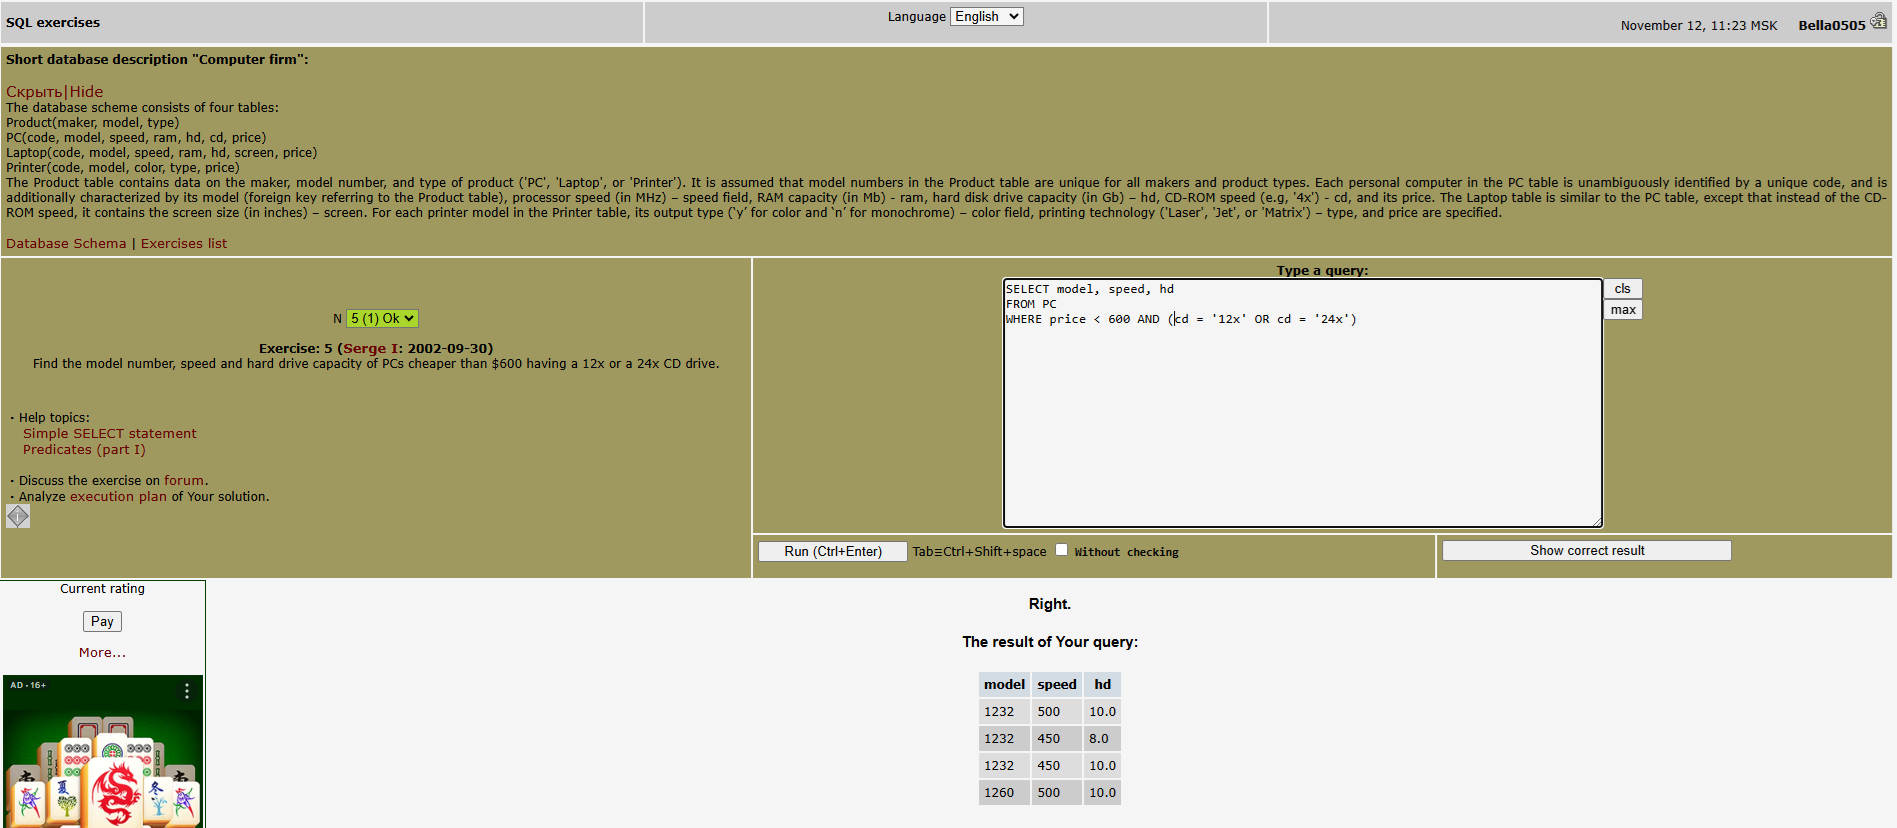 SQL exercises
Language English
November 12, 11:23 MSK Bella0505
Short database description "Computer firm":
Скрыть|Hide
The database scheme consists of four tables:
Product(maker, model, type)
PC(code, model, speed, ram, hd, cd, price)
Laptop(code, model, speed, ram, hd, screen, price)
Printer(code, model, color, type, price)
The Product table contains data on the maker, model number, and type of product ('PC', 'Laptop', or 'Printer'). It is assumed that model numbers in the Product table are unique for all makers and product types. Each personal computer in the PC table is unambiguously identified by a unique code, and is
additionally characterized by its model (foreign key referring to the Product table), processor speed (in MHz) – speed field, RAM capacity (in Mb) - ram, hard disk drive capacity (in Gb) – hd, CD-ROM speed (e.g, '4x') - cd, and its price. The Laptop table is similar to the PC table, except that instead of the CD-
ROM speed, it contains the screen size (in inches) – screen. For each printer model in the Printer table, its output type (‘y’ for color and ‘n’ for monochrome) – color field, printing technology ('Laser', 'Jet', or 'Matrix') – type, and price are specified.
Database Schema | Exercises list
N 5 (1) Ok
Exercise: 5 (Serge I: 2002-09-30)
Find the model number, speed and hard drive capacity of PCs cheaper than $600 having a 12x or a 24x CD drive.
· Help topics:
Simple SELECT statement
Predicates (part I)
· Discuss the exercise on forum.
· Analyze execution plan of Your solution.
Type a query:
SELECT model, speed, hd
FROM PC
WHERE price < 600 AND (cd = '12x' OR cd = '24x')
cls
max
Run (Ctrl+Enter) Tab≡Ctrl+Shift+space Without checking
Show correct result
Current rating
Pay
More...
AD · 16+
夏
冬
Right.
The result of Your query:
model speed hd
1232 500 10.0
1232 450 8.0
1232 450 10.0
1260 500 10.0